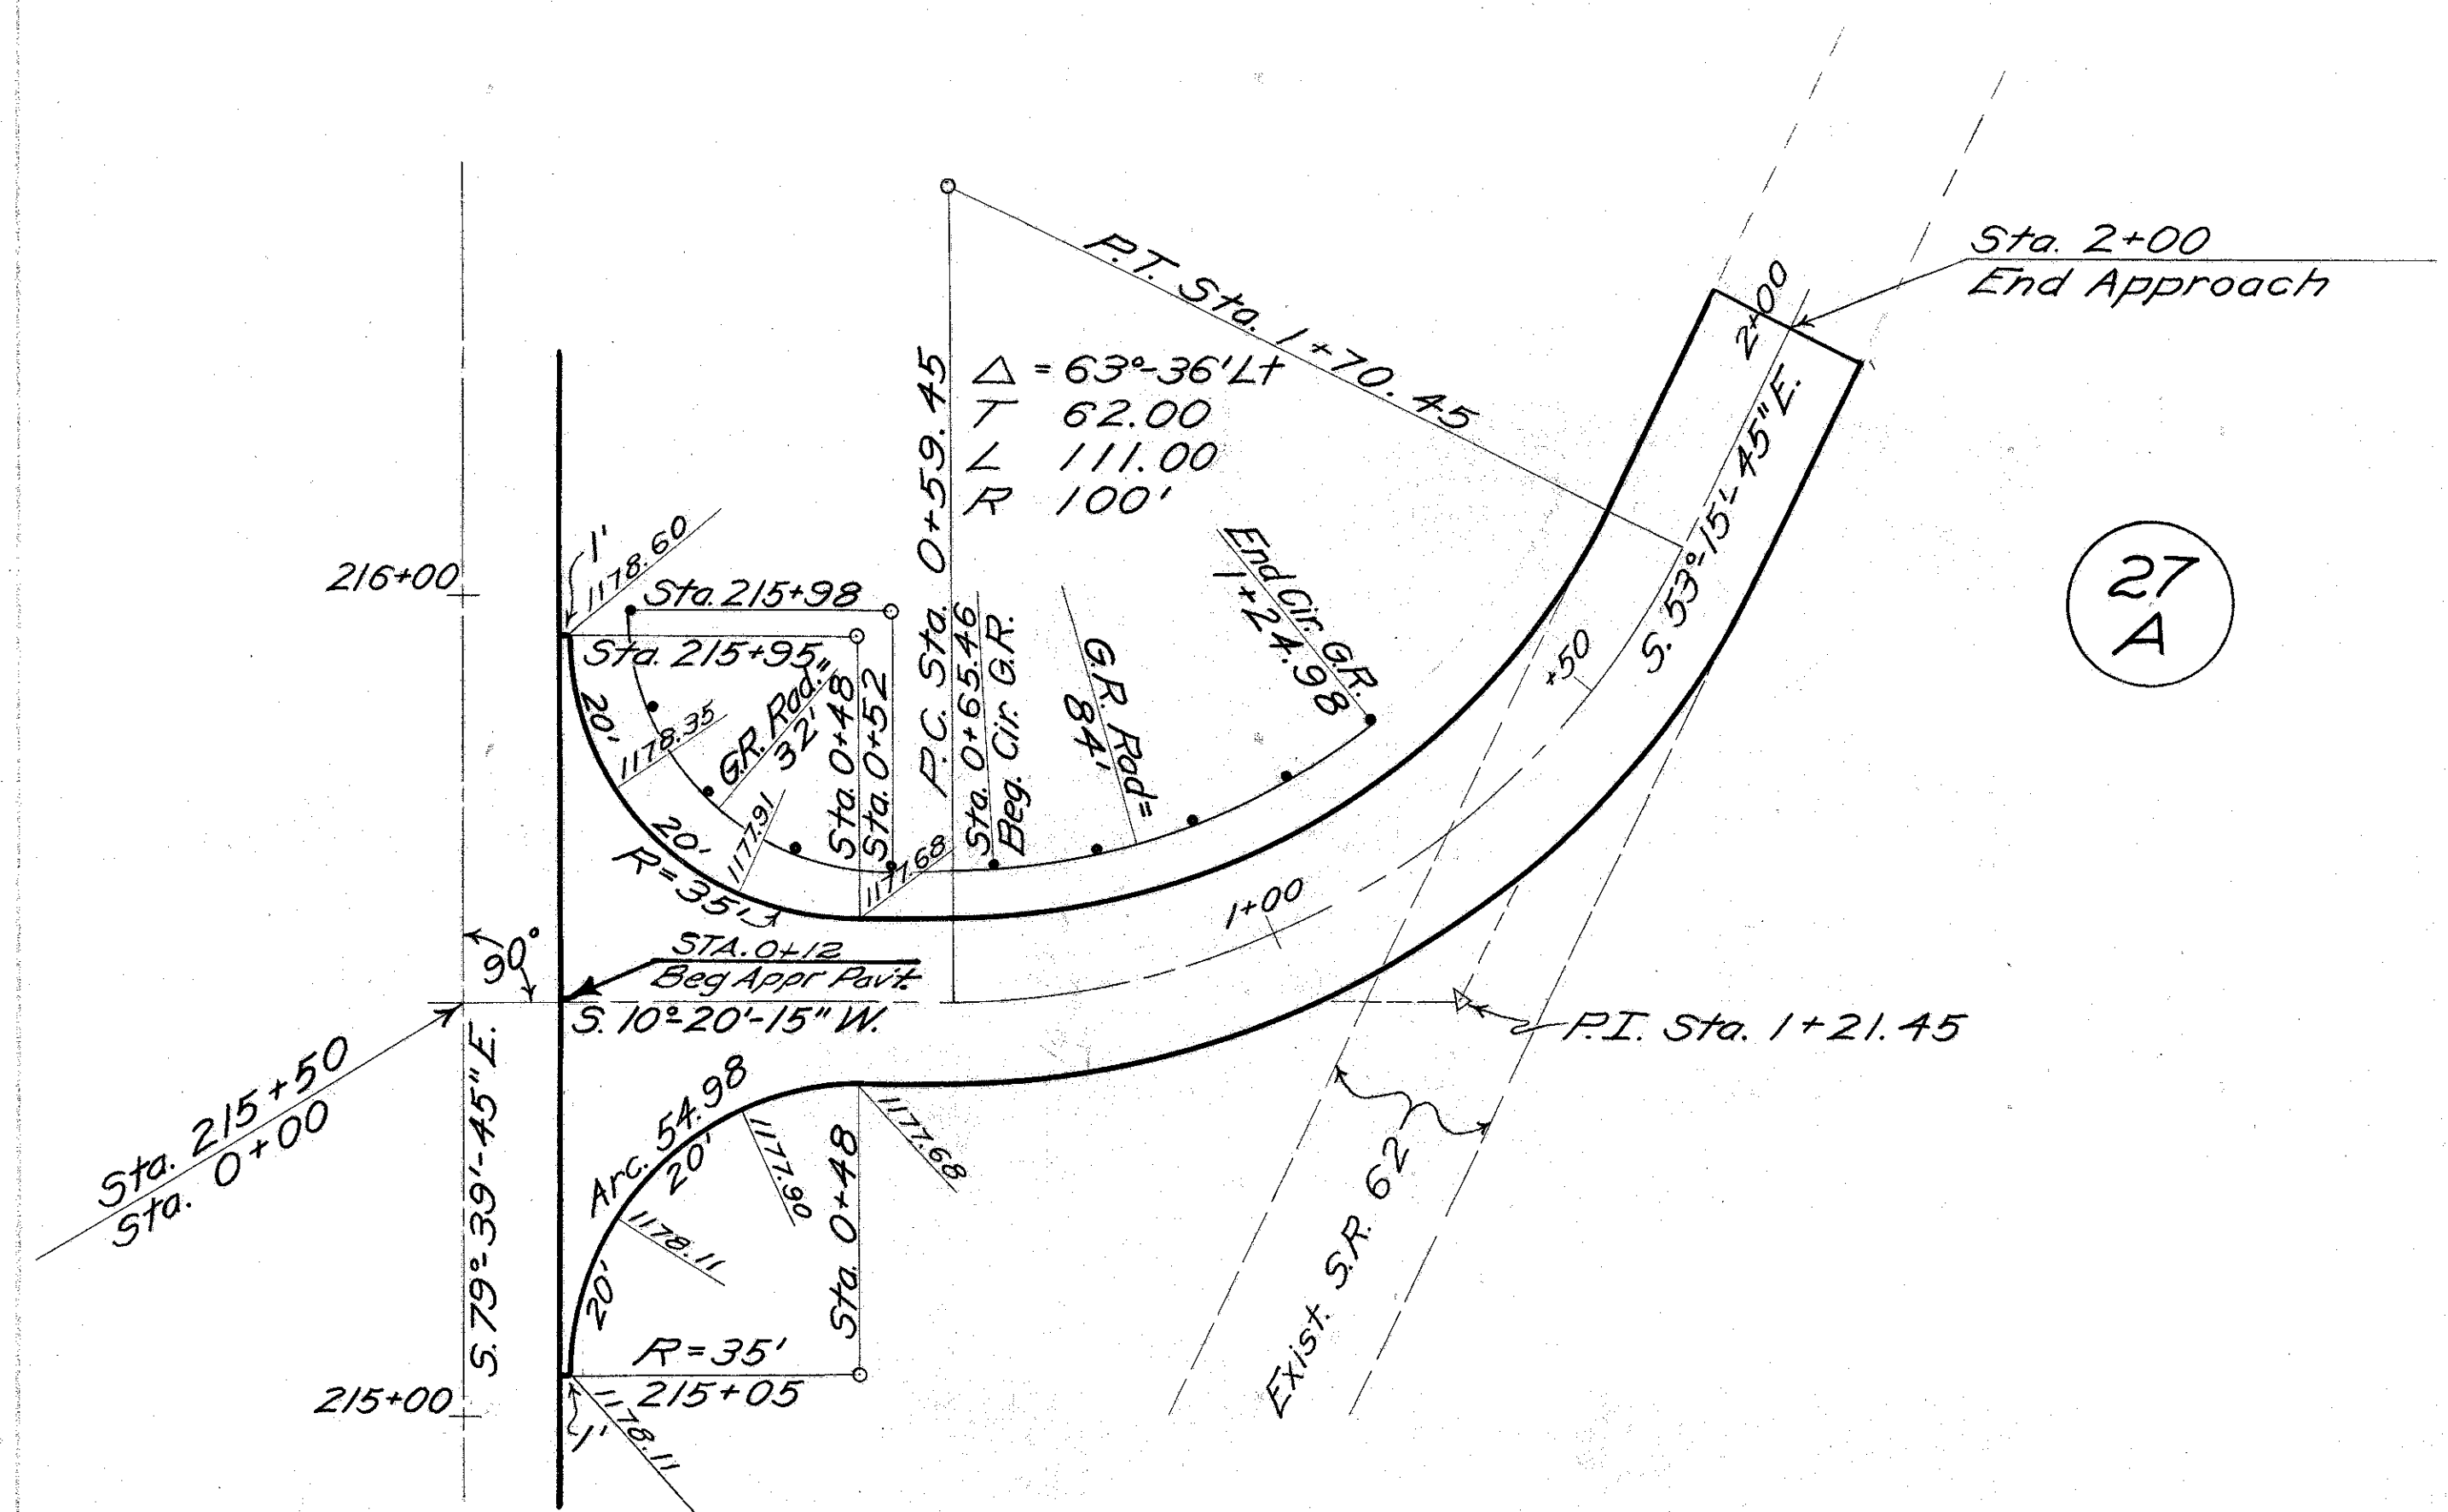 Sta. 2+00
End Approach
2+00
P.T. Sta. 1+70.45
S. 53°-15'-45" E.
Δ = 63°-36' Lt
T 62.00
L 111.00
R 100'
P.C. Sta. 0+59.45
27
A
216+00
1'
1178.60
Sta. 215+98
Sta. 215+95
G.R. Rad.=
32'
20'
1178.35
20'
1177.91
R=35'
Sta. 0+48
Sta. 0+52
1177.68
Sta. 0+65.46
Beg. Cir. G.R.
G.R. Rad=
84'
End Cir. G.R.
1+24.98
+50
1+00
90°
STA. 0+12
Beg Appr Pav't.
S. 10°-20'-15" W.
P.I. Sta. 1+21.45
Sta. 215+50
Sta. 0+00
S. 79°-39'-45" E.
Arc. 54.98
20'
20'
1177.90
1177.68
1178.11
Sta. 0+48
R=35'
215+05
215+00
1'
1178.11
Exist. S.R. 62